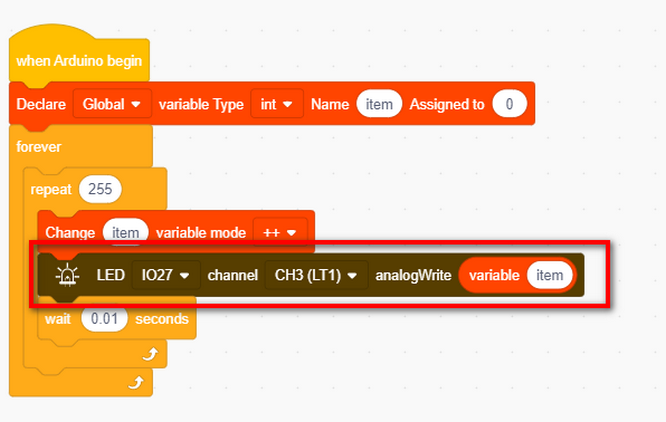 when Arduino begin
Declare Global variable Type int Name item Assigned to 0
forever
repeat 255
Change item variable mode ++
LED IO27 channel CH3 (LT1) analogWrite variable item
wait 0.01 seconds